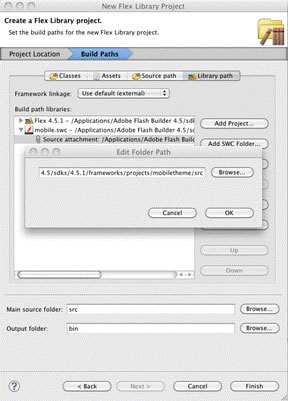 New Flex Library Project
Create a Flex Library project.
Set the build paths for the new Flex Library project.
Project Location
Build Paths
Classes
Assets
Source path
Library path
Framework linkage: Use default (external)
Build path libraries:
Flex 4.5.1 - /Applications/Adobe Flash Builder 4.5/sdk
Add Project...
mobile.swc - /Applications/Adobe Flash Builder 4.5/sdk
Add SWC Folder...
Source attachment: /Applications/Adobe Flash Bu
Edit Folder Path
4.5/sdks/4.5.1/frameworks/projects/mobiletheme/src
Browse...
Cancel
OK
Up
Down
Main source folder: src
Browse...
Output folder: bin
Browse...
?
< Back
Next >
Cancel
Finish